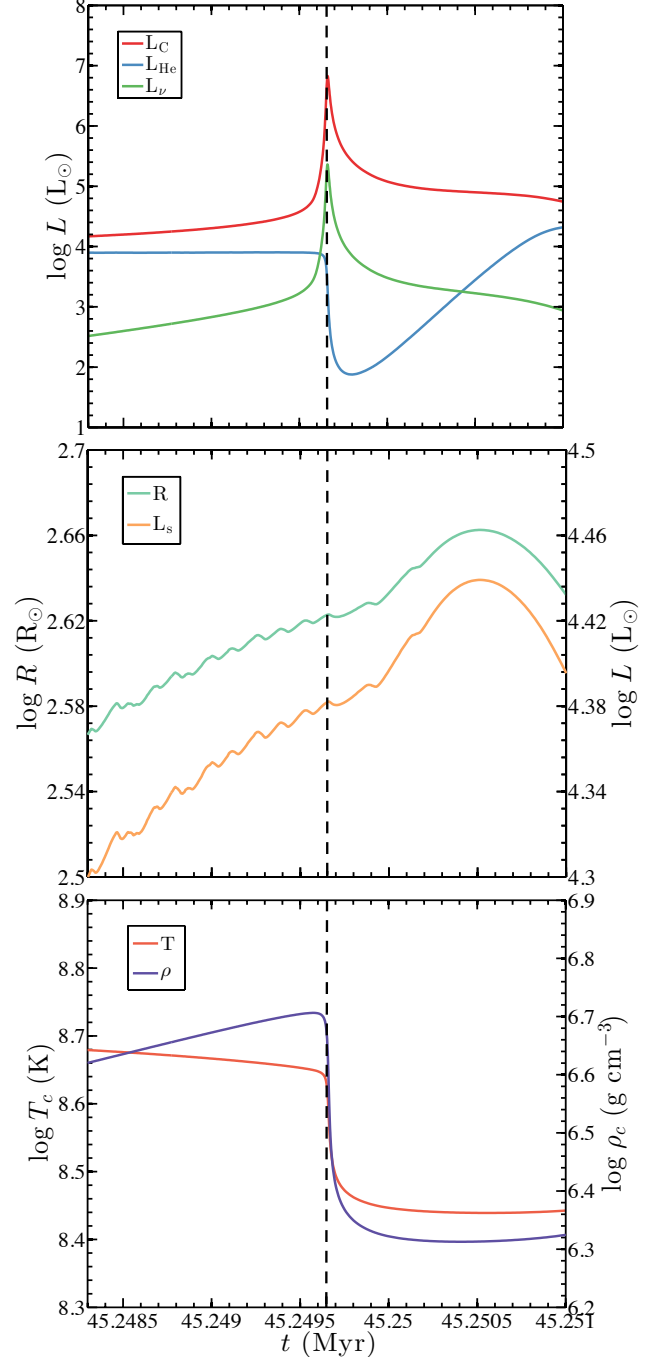 8
7
6
5
4
3
2
1
log L (L⊙)
L_C
L_He
L_ν
2.7
2.66
2.62
2.58
2.54
2.5
log R (R⊙)
R
L_s
4.5
4.46
4.42
4.38
4.34
4.3
log L (L⊙)
8.9
8.8
8.7
8.6
8.5
8.4
8.3
log T_c (K)
T
ρ
6.9
6.8
6.7
6.6
6.5
6.4
6.3
6.2
log ρ_c (g cm⁻³)
45.2485 45.249 45.2495 45.25 45.2505 45.251
t (Myr)